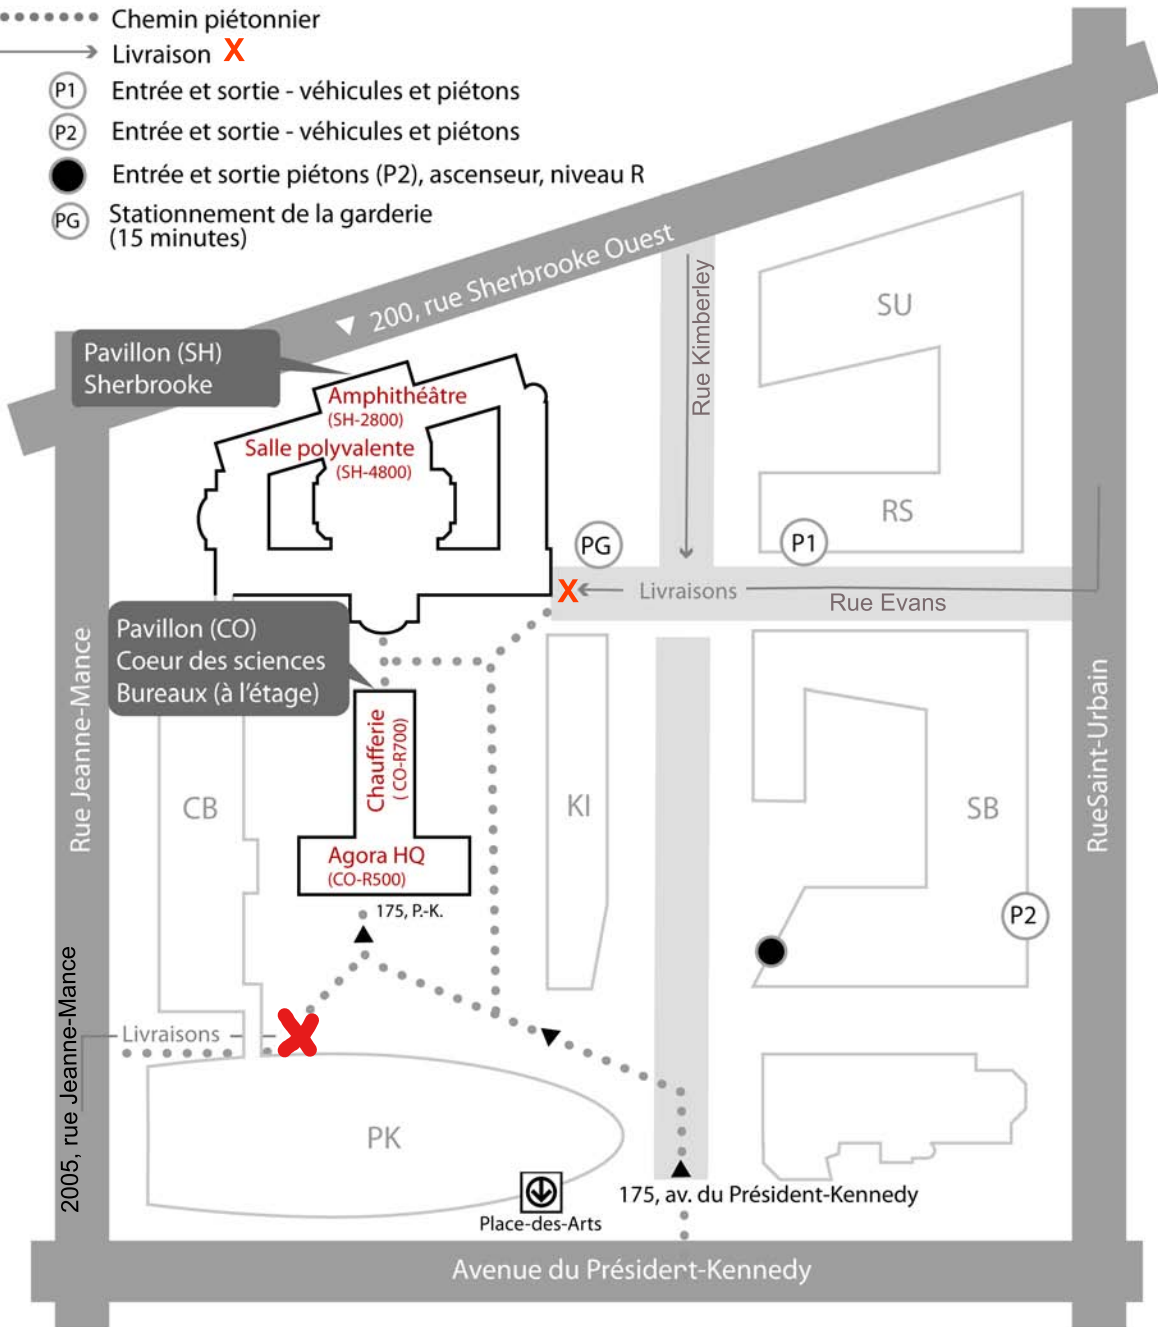 Chemin piétonnier
Livraison X
P1 Entrée et sortie - véhicules et piétons
P2 Entrée et sortie - véhicules et piétons
Entrée et sortie piétons (P2), ascenseur, niveau R
PG Stationnement de la garderie
(15 minutes)
200, rue Sherbrooke Ouest
Rue Kimberley
SU
Pavillon (SH)
Sherbrooke
Amphithéâtre
(SH-2800)
Salle polyvalente
(SH-4800)
RS
PG
P1
X
Livraisons
Rue Evans
Pavillon (CO)
Coeur des sciences
Bureaux (à l'étage)
Rue Jeanne-Mance
RueSaint-Urbain
Chaufferie
( CO-R700)
CB
KI
SB
Agora HQ
(CO-R500)
175, P.-K.
P2
2005, rue Jeanne-Mance
Livraisons
X
PK
175, av. du Président-Kennedy
Place-des-Arts
Avenue du Président-Kennedy